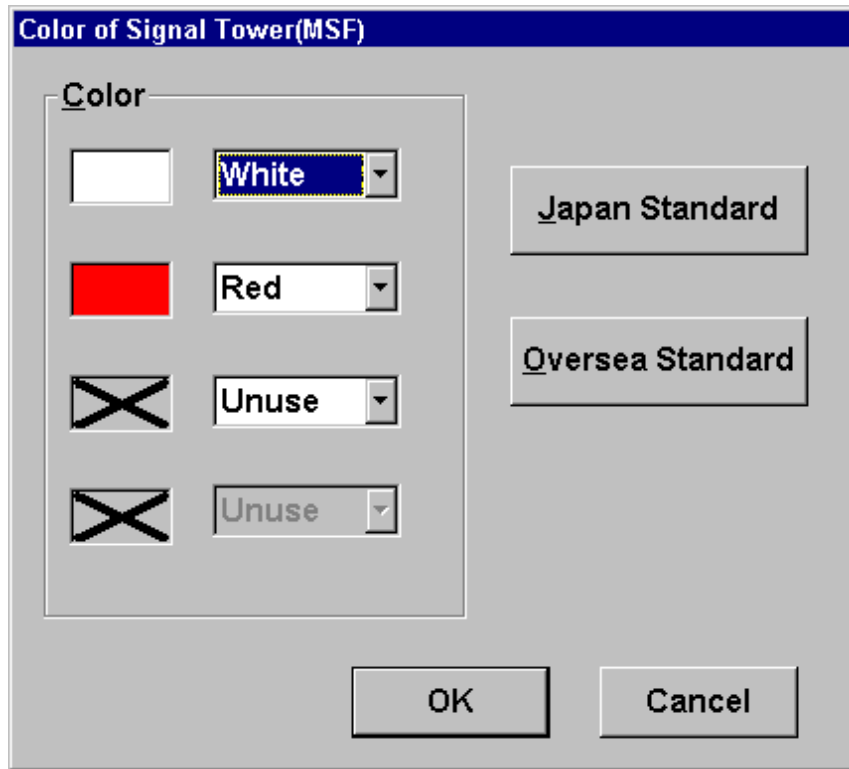 Color of Signal Tower(MSF)
Color
White
Japan Standard
Red
Oversea Standard
Unuse
Unuse
OK
Cancel